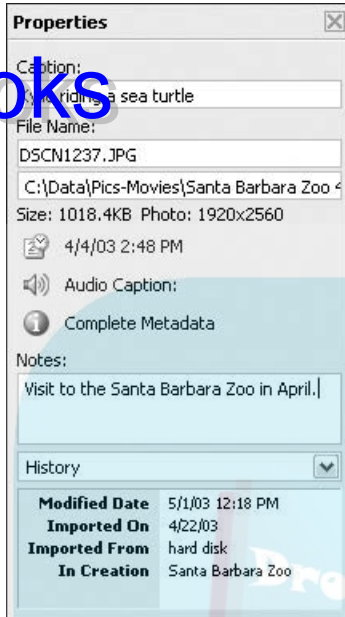 Properties
Caption:
riding a sea turtle
oks
File Name:
DSCN1237.JPG
C:\Data\Pics-Movies\Santa Barbara Zoo 4
Size: 1018.4KB Photo: 1920x2560
4/4/03 2:48 PM
Audio Caption:
Complete Metadata
Notes:
Visit to the Santa Barbara Zoo in April.
History
Modified Date 5/1/03 12:18 PM
Imported On 4/22/03
Imported From hard disk
In Creation Santa Barbara Zoo
Dro